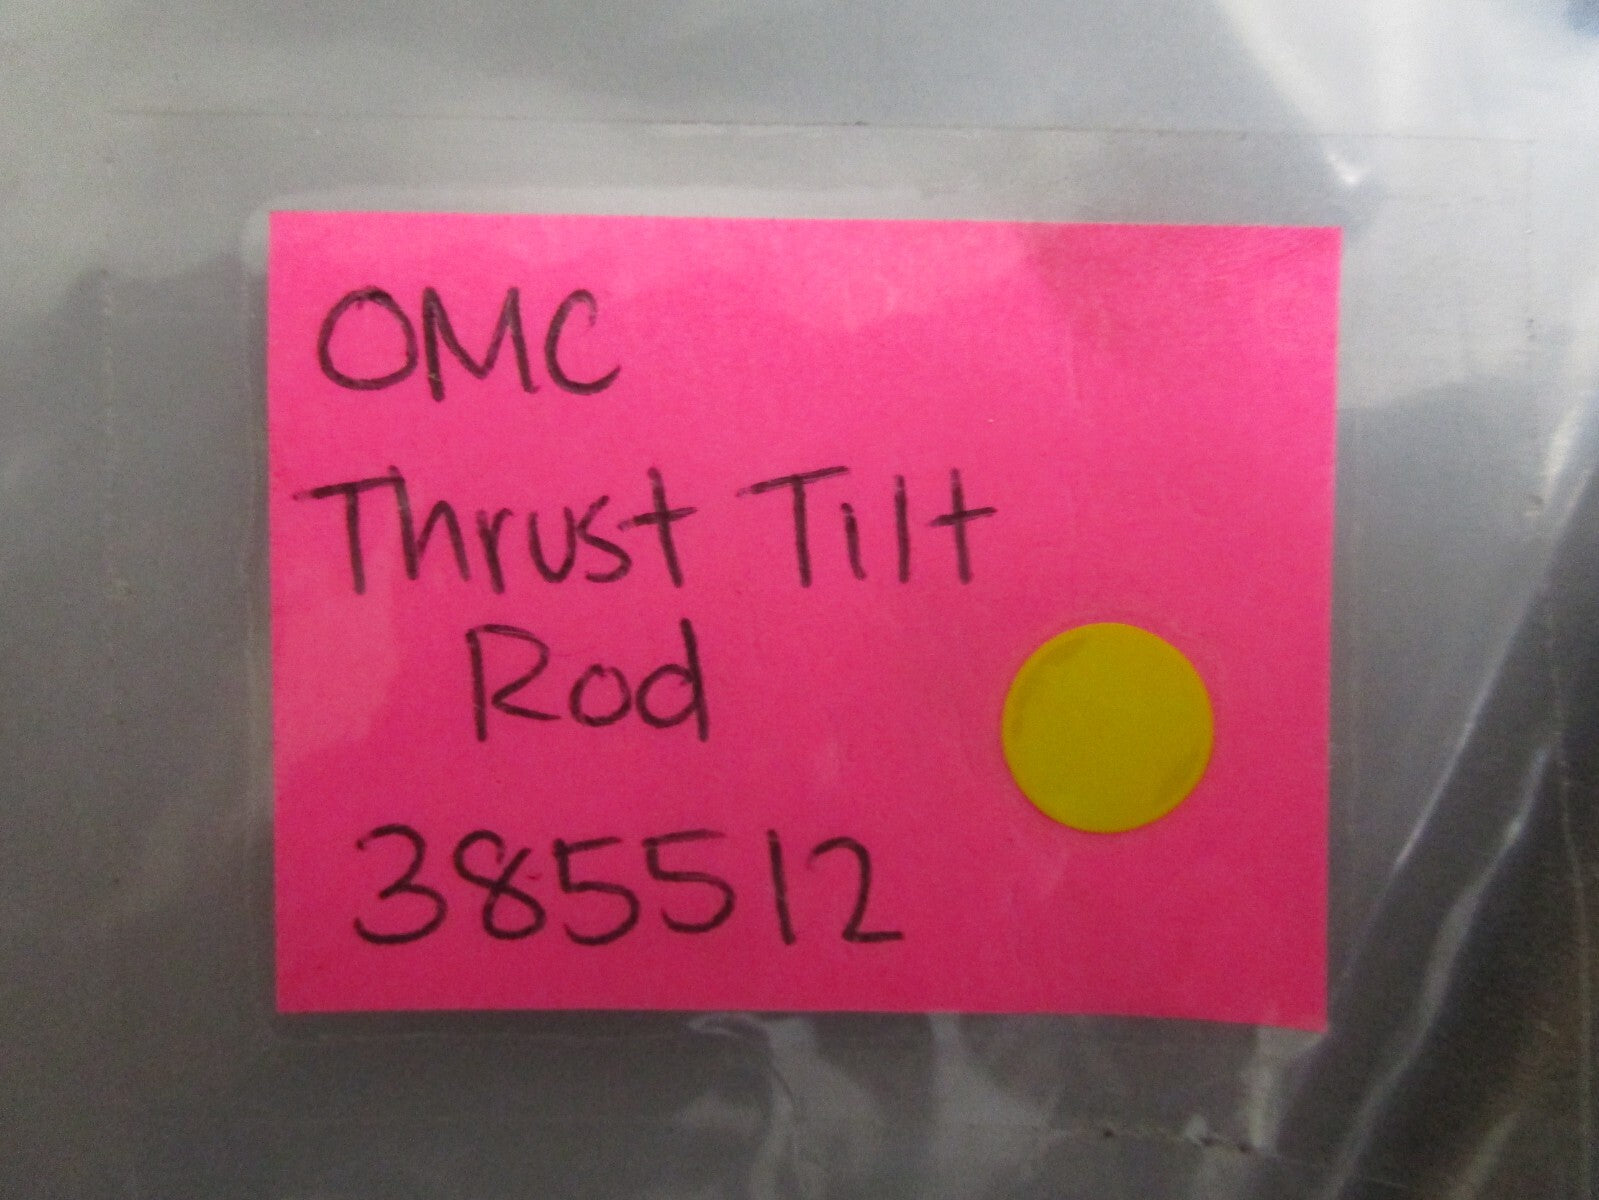 OMC
Thrust Tilt
Rod
385512